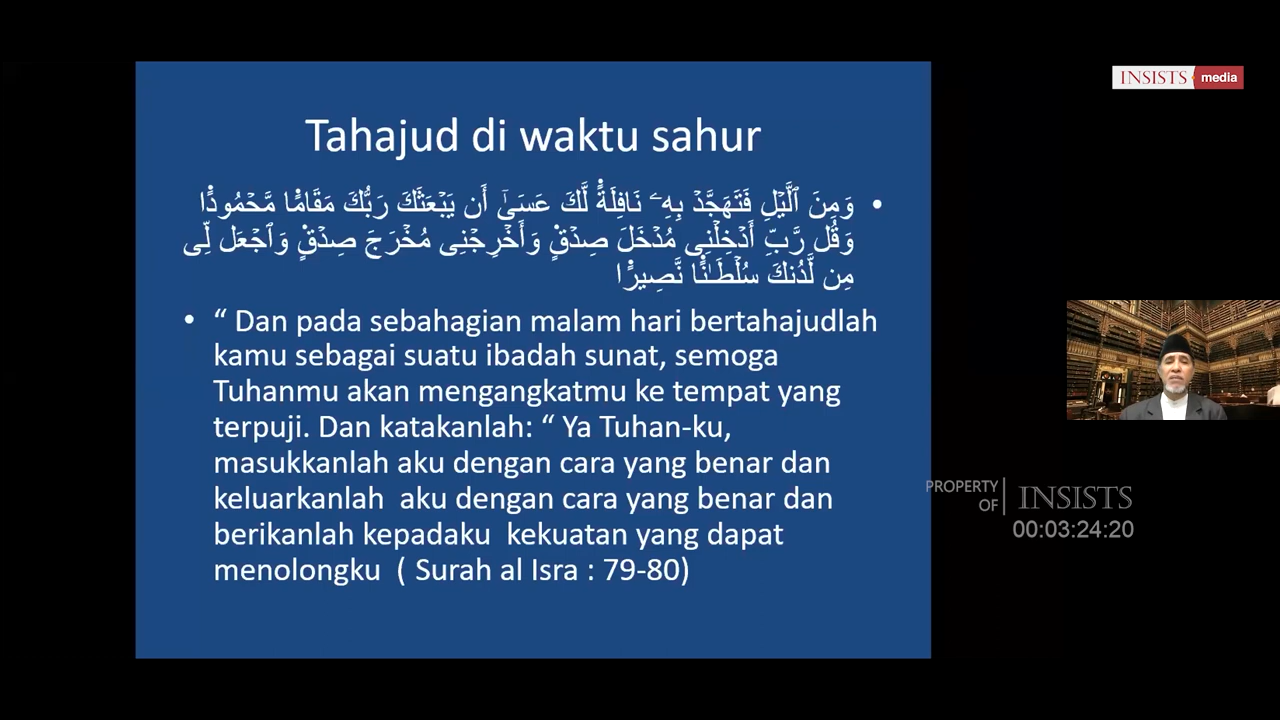 INSISTS media
Tahajud di waktu sahur
• وَمِنَ ٱلَّيْلِ فَتَهَجَّدْ بِهِۦ نَافِلَةً لَّكَ عَسَىٰٓ أَن يَبْعَثَكَ رَبُّكَ مَقَامًا مَّحْمُودًا
وَقُل رَّبِّ أَدْخِلْنِى مُدْخَلَ صِدْقٍ وَأَخْرِجْنِى مُخْرَجَ صِدْقٍ وَٱجْعَل لِّى
مِن لَّدُنكَ سُلْطَـٰنًا نَّصِيرًا
• “ Dan pada sebahagian malam hari bertahajudlah
kamu sebagai suatu ibadah sunat, semoga
Tuhanmu akan mengangkatmu ke tempat yang
terpuji. Dan katakanlah: “ Ya Tuhan-ku,
masukkanlah aku dengan cara yang benar dan
keluarkanlah  aku dengan cara yang benar dan
berikanlah kepadaku  kekuatan yang dapat
menolongku  ( Surah al Isra : 79-80)
PROPERTY OF INSISTS
00:03:24:20